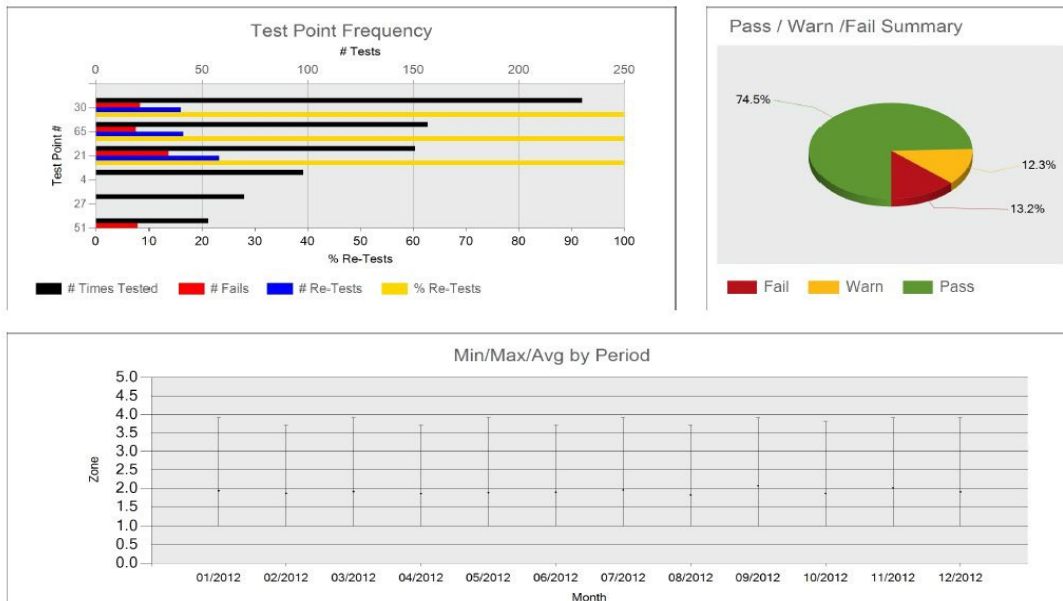 Test Point Frequency
# Tests
0 50 100 150 200 250
Test Point #
30
65
21
4
27
51
0 10 20 30 40 50 60 70 80 90 100
% Re-Tests
# Times Tested # Fails # Re-Tests % Re-Tests
Pass / Warn /Fail Summary
74.5%
12.3%
13.2%
Fail Warn Pass
Min/Max/Avg by Period
Zone
5.0
4.5
4.0
3.5
3.0
2.5
2.0
1.5
1.0
0.5
0.0
01/2012 02/2012 03/2012 04/2012 05/2012 06/2012 07/2012 08/2012 09/2012 10/2012 11/2012 12/2012
Month